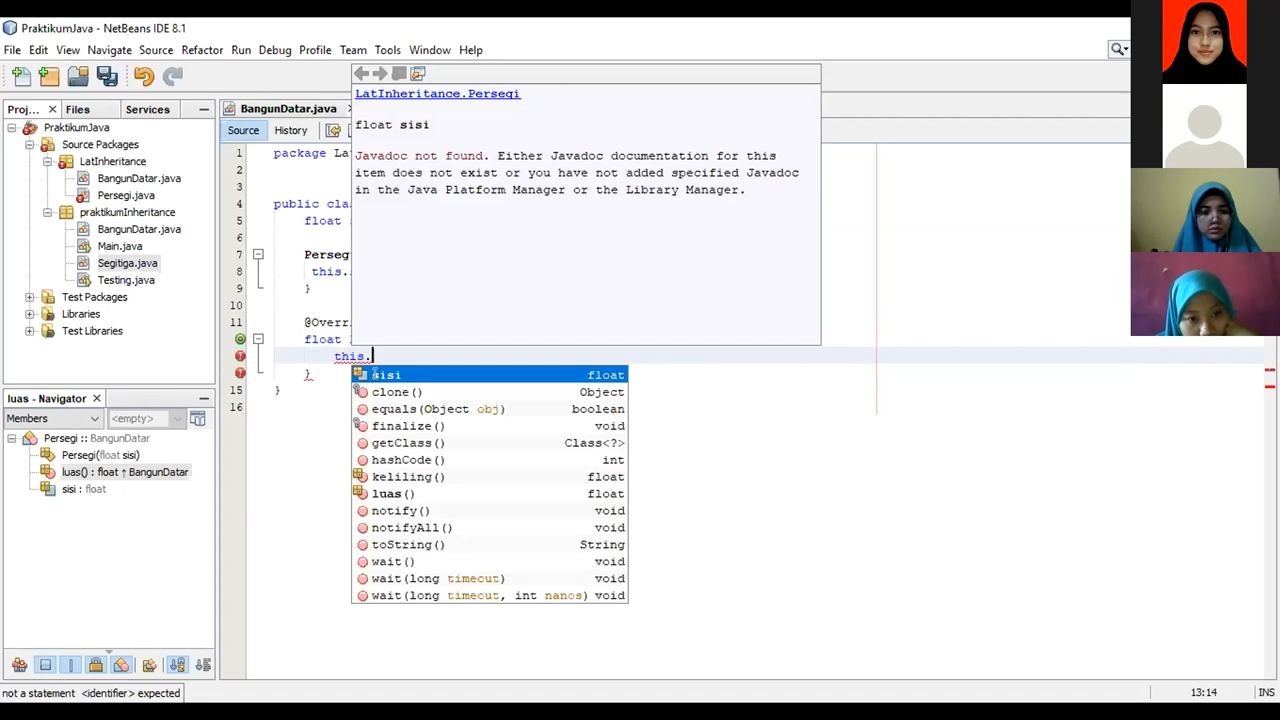 PraktikumJava - NetBeans IDE 8.1
File Edit View Navigate Source Refactor Run Debug Profile Team Tools Window Help
Proj... Files Services
PraktikumJava
Source Packages
LatInheritance
BangunDatar.java
Persegi.java
praktikumInheritance
BangunDatar.java
Main.java
Segitiga.java
Testing.java
Test Packages
Libraries
Test Libraries
luas - Navigator
Members <empty>
Persegi :: BangunDatar
Persegi(float sisi)
luas() : float ↑ BangunDatar
sisi : float
BangunDatar.java
Source History
1 package La
2
3
4 public clas
5 float
6
7 Perseg
8 this.
9 }
10
11 @Overr
float
this.
}
15 }
16
LatInheritance.Persegi
float sisi
Javadoc not found. Either Javadoc documentation for this
item does not exist or you have not added specified Javadoc
in the Java Platform Manager or the Library Manager.
sisi float
clone() Object
equals(Object obj) boolean
finalize() void
getClass() Class<?>
hashCode() int
keliling() float
luas() float
notify() void
notifyAll() void
toString() String
wait() void
wait(long timeout) void
wait(long timeout, int nanos) void
not a statement <identifier> expected
13:14 INS